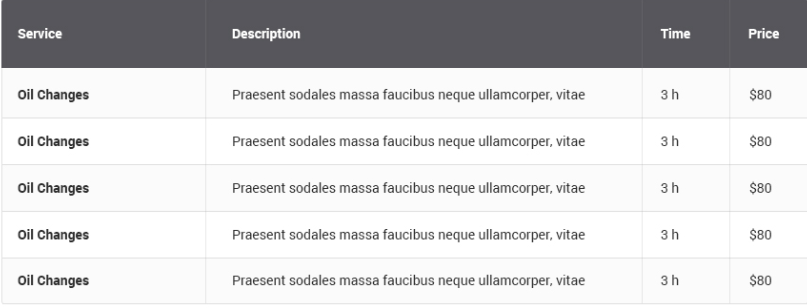 Service Description Time Price
Oil Changes Praesent sodales massa faucibus neque ullamcorper, vitae 3 h $80
Oil Changes Praesent sodales massa faucibus neque ullamcorper, vitae 3 h $80
Oil Changes Praesent sodales massa faucibus neque ullamcorper, vitae 3 h $80
Oil Changes Praesent sodales massa faucibus neque ullamcorper, vitae 3 h $80
Oil Changes Praesent sodales massa faucibus neque ullamcorper, vitae 3 h $80